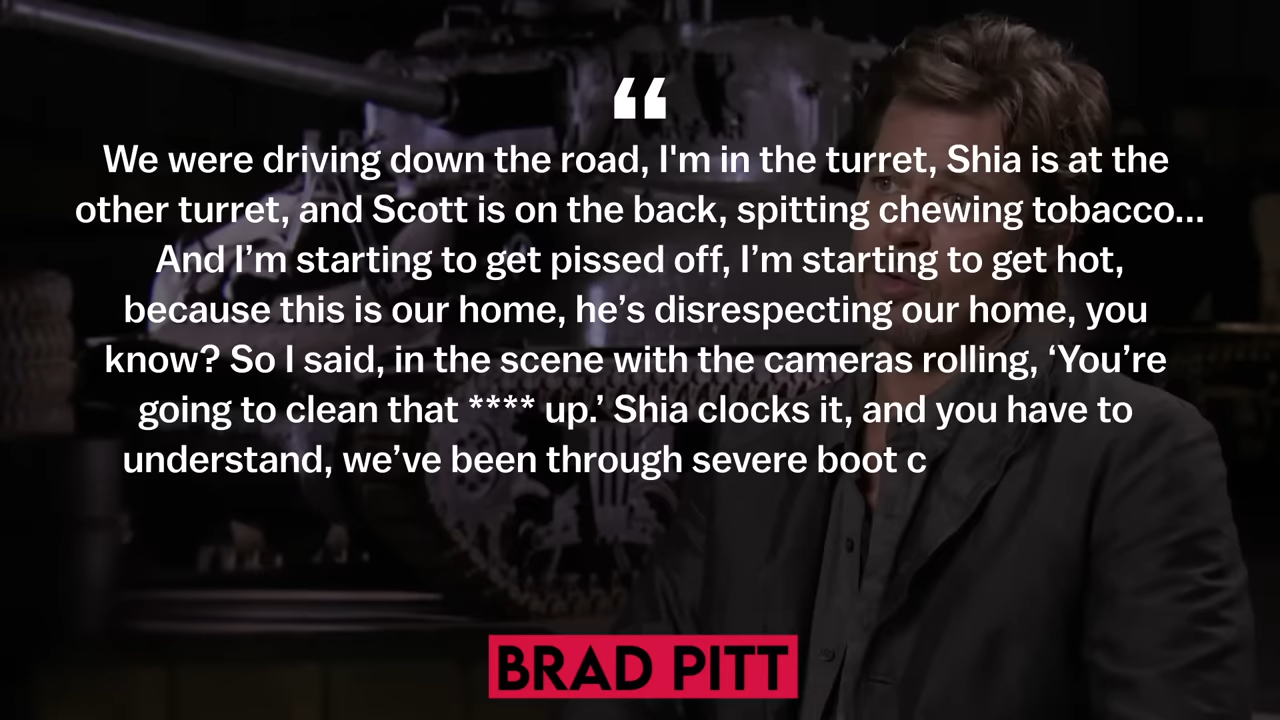 “
We were driving down the road, I'm in the turret, Shia is at the
other turret, and Scott is on the back, spitting chewing tobacco...
And I’m starting to get pissed off, I’m starting to get hot,
because this is our home, he’s disrespecting our home, you
know? So I said, in the scene with the cameras rolling, ‘You’re
going to clean that **** up.’ Shia clocks it, and you have to
understand, we’ve been through severe boot c
BRAD PITT